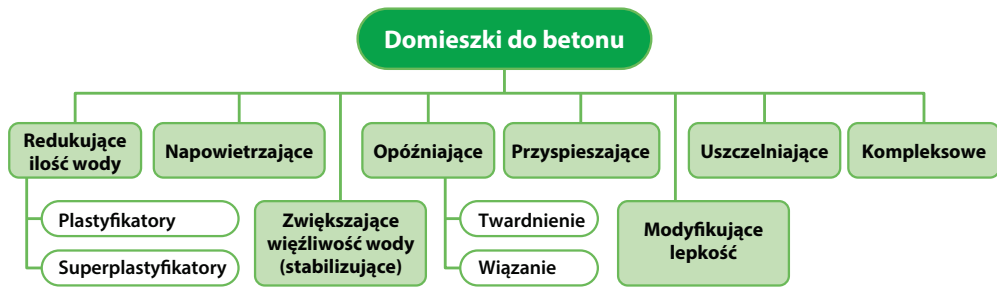 Domieszki do betonu
Redukujące
ilość wody
Napowietrzające
Opóźniające
Przyspieszające
Uszczelniające
Kompleksowe
Plastyfikatory
Superplastyfikatory
Zwiększające
więźliwość wody
(stabilizujące)
Twardnienie
Wiązanie
Modyfikujące
lepkość